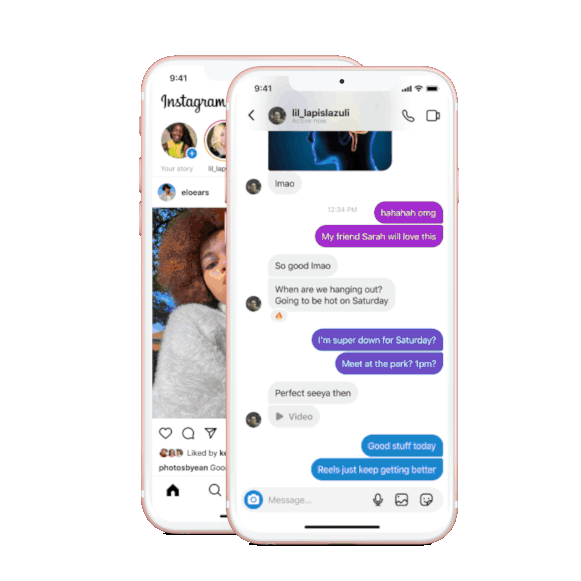 9:41
Instagram
Your story
lil_lapi
eloears
Liked by k
photosbyean Goo
9:41
lil_lapislazuli
Active now
lmao
12:34 PM
hahahah omg
My friend Sarah will love this
So good lmao
When are we hanging out?
Going to be hot on Saturday
I'm super down for Saturday?
Meet at the park? 1pm?
Perfect seeya then
Video
Good stuff today
Reels just keep getting better
Message...